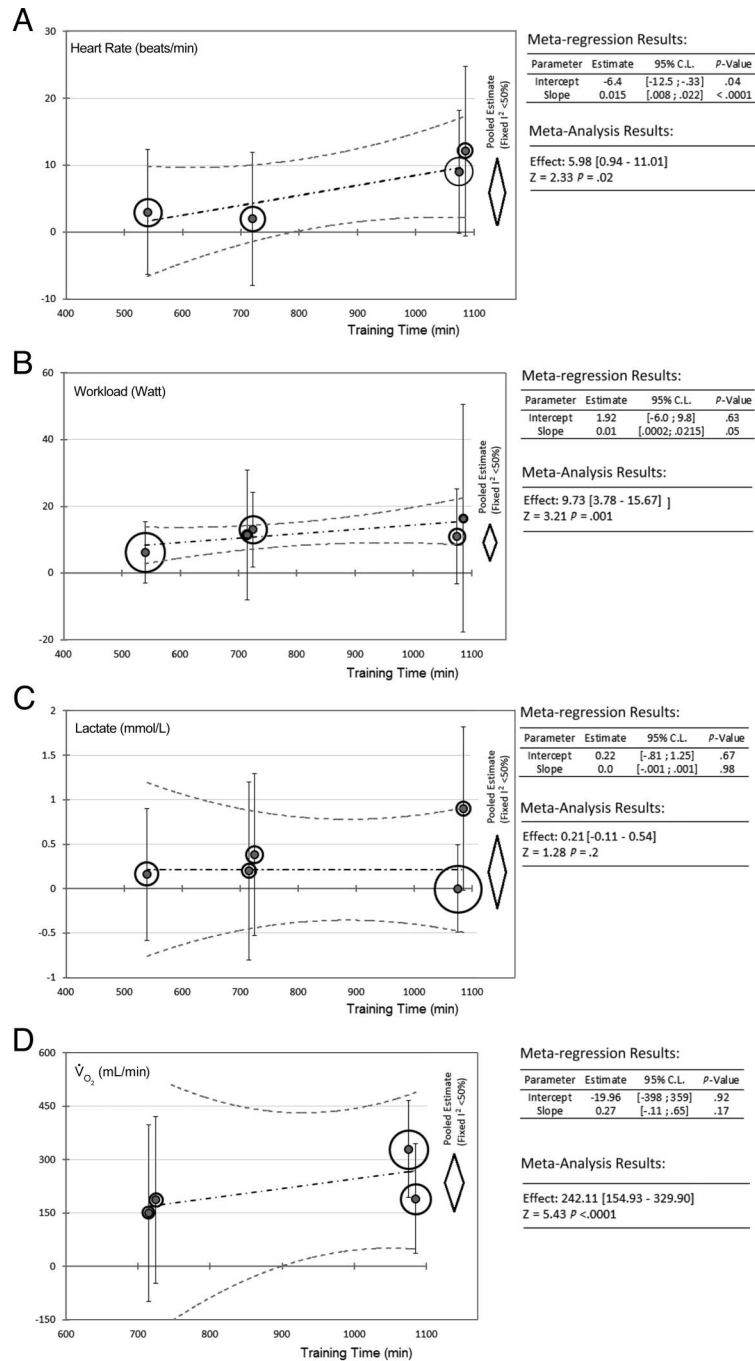 A
Heart Rate (beats/min)
30
20
10
0
-10
400 500 600 700 800 900 1000 1100
Training Time (min)
Pooled Estimate
(Fixed I² <50%)
Meta-regression Results:
Parameter Estimate 95% C.L. P-Value
Intercept -6.4 [-12.5 ; -.33) .04
Slope 0.015 [.008 ; .022] < .0001
Meta-Analysis Results:
Effect: 5.98 [0.94 - 11.01]
Z = 2.33 P = .02
B
Workload (Watt)
60
40
20
0
-20
400 500 600 700 800 900 1000 1100
Training Time (min)
Pooled Estimate
(Fixed I² <50%)
Meta-regression Results:
Parameter Estimate 95% C.L. P-Value
Intercept 1.92 [-6.0 ; 9.8] .63
Slope 0.01 [.0002; .0215] .05
Meta-Analysis Results:
Effect: 9.73 [3.78 - 15.67] ]
Z = 3.21 P = .001
C
Lactate (mmol/L)
2
1.5
1
0.5
0
-0.5
-1
400 500 600 700 800 900 1000 1100
Training Time (min)
Pooled Estimate
(Fixed I² <50%)
Meta-regression Results:
Parameter Estimate 95% C.L. P-Value
Intercept 0.22 [-.81 ; 1.25] .67
Slope 0.0 [-.001 ; .001] .98
Meta-Analysis Results:
Effect: 0.21 [-0.11 - 0.54]
Z = 1.28 P = .2
D
V̇O₂ (mL/min)
600
450
300
150
0
-150
600 700 800 900 1000 1100
Training Time (min)
Pooled Estimate
(Fixed I² <50%)
Meta-regression Results:
Parameter Estimate 95% C.L. P-Value
Intercept -19.96 [-398 ; 359] .92
Slope 0.27 [-.11 ; .65] .17
Meta-Analysis Results:
Effect: 242.11 [154.93 - 329.90]
Z = 5.43 P <.0001